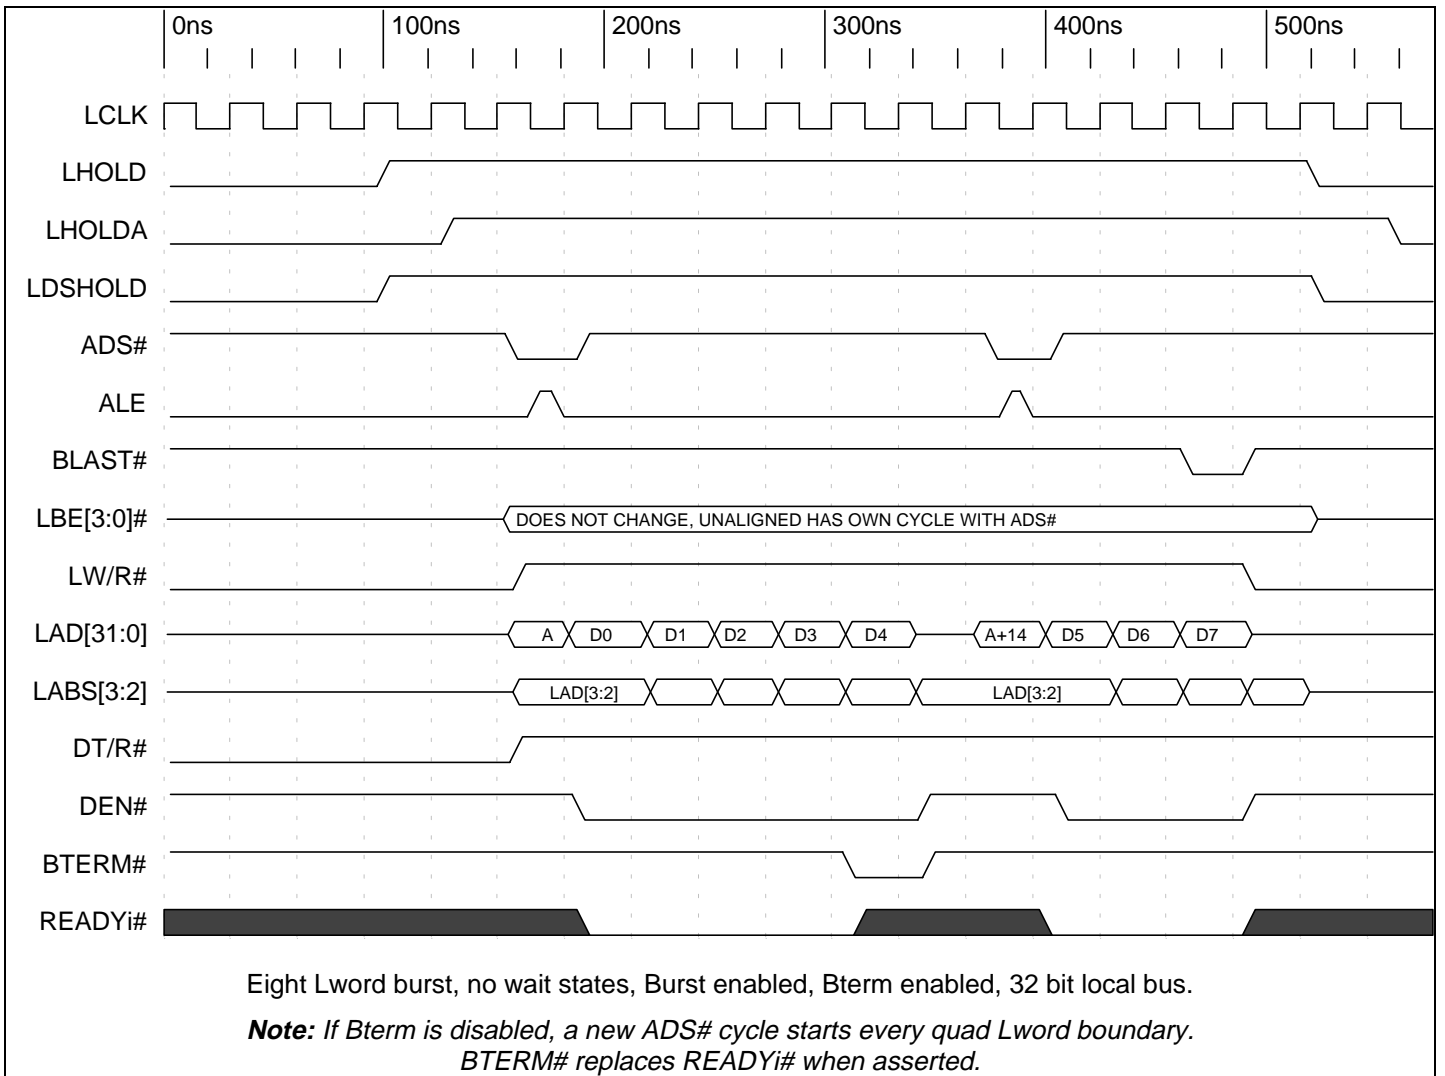 0ns 100ns 200ns 300ns 400ns 500ns
LCLK
LHOLD
LHOLDA
LDSHOLD
ADS#
ALE
BLAST#
LBE[3:0]# DOES NOT CHANGE, UNALIGNED HAS OWN CYCLE WITH ADS#
LW/R#
LAD[31:0] A D0 D1 D2 D3 D4 A+14 D5 D6 D7
LABS[3:2] LAD[3:2] LAD[3:2]
DT/R#
DEN#
BTERM#
READYi#
Eight Lword burst, no wait states, Burst enabled, Bterm enabled, 32 bit local bus.
Note: If Bterm is disabled, a new ADS# cycle starts every quad Lword boundary.
BTERM# replaces READYi# when asserted.